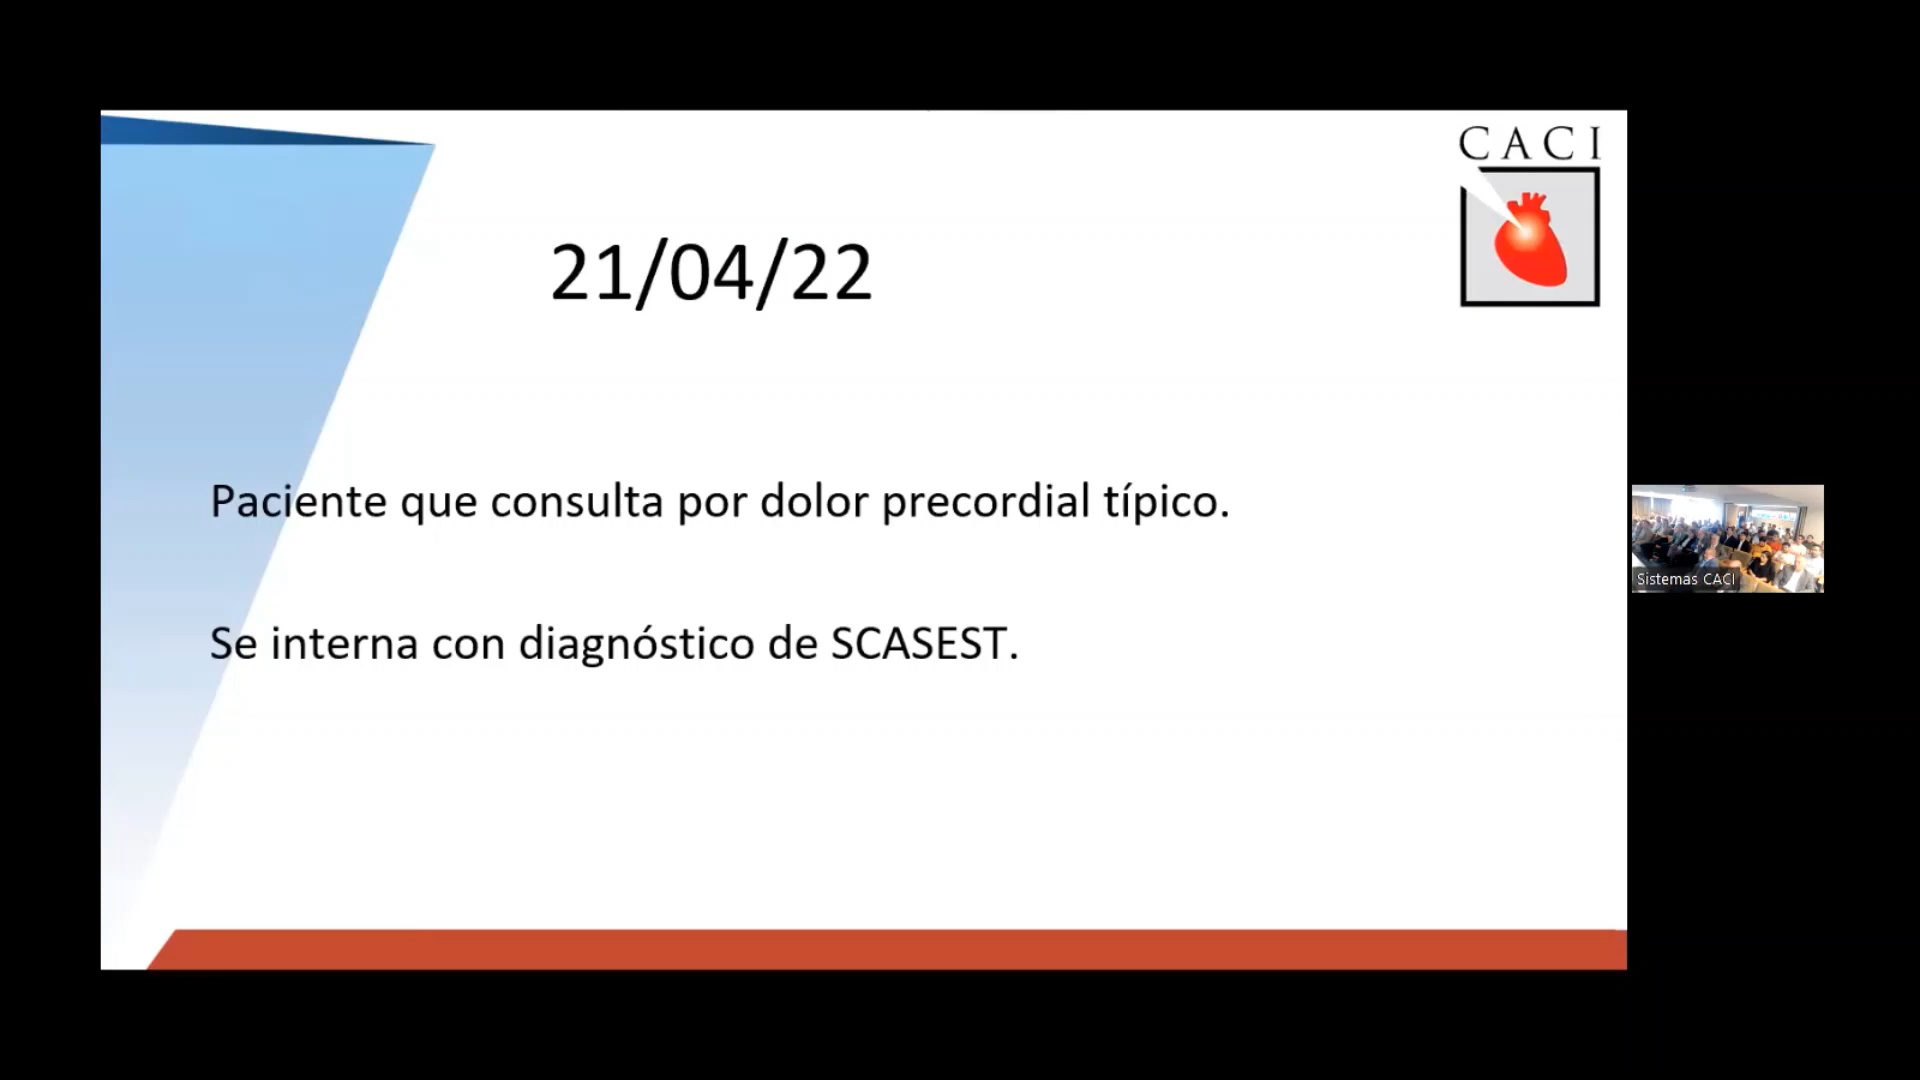 CACI
21/04/22
Paciente que consulta por dolor precordial típico.
Se interna con diagnóstico de SCASEST.
Sistemas CACI